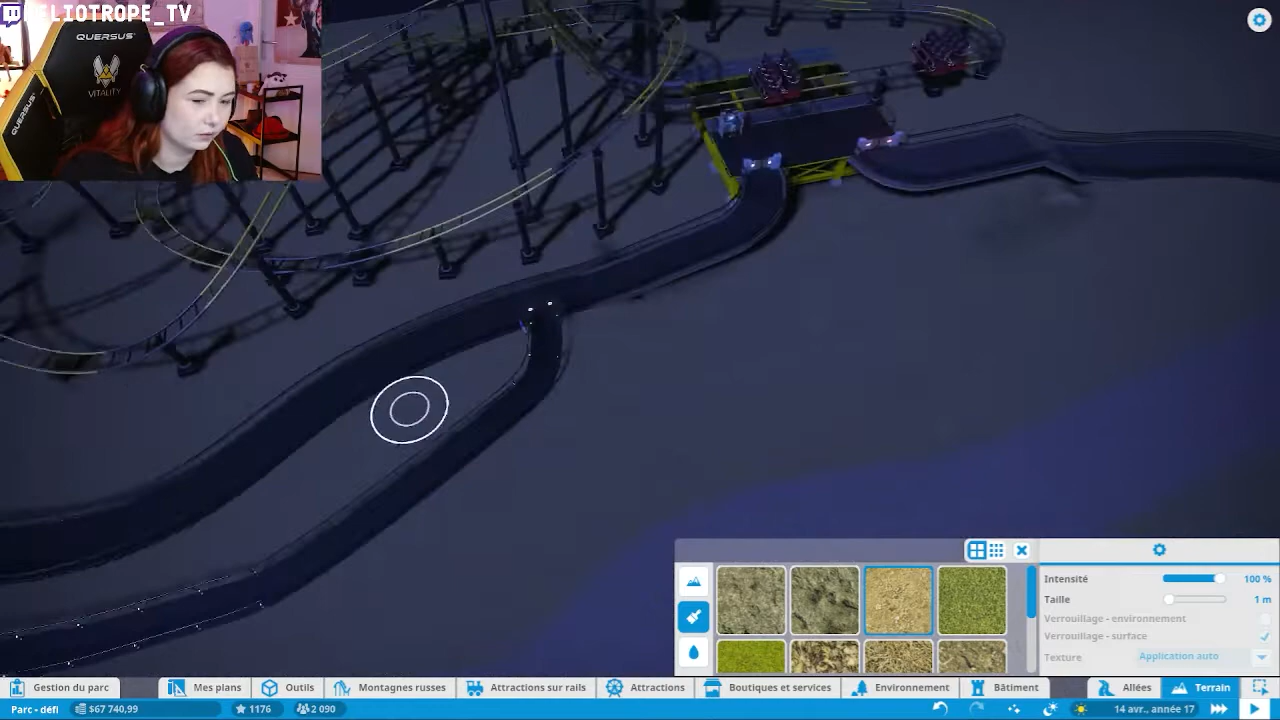 HELIOTROPE_TV
QUERSUS
VITALITY
QUERSUS
Intensité 100 %
Taille 1 m
Verrouillage - environnement
Verrouillage - surface
Texture Application auto
Gestion du parc Mes plans Outils Montagnes russes Attractions sur rails Attractions Boutiques et services Environnement Bâtiment Allées Terrain
Parc - défi $67 740,99 1176 2 090 14 avr., année 17